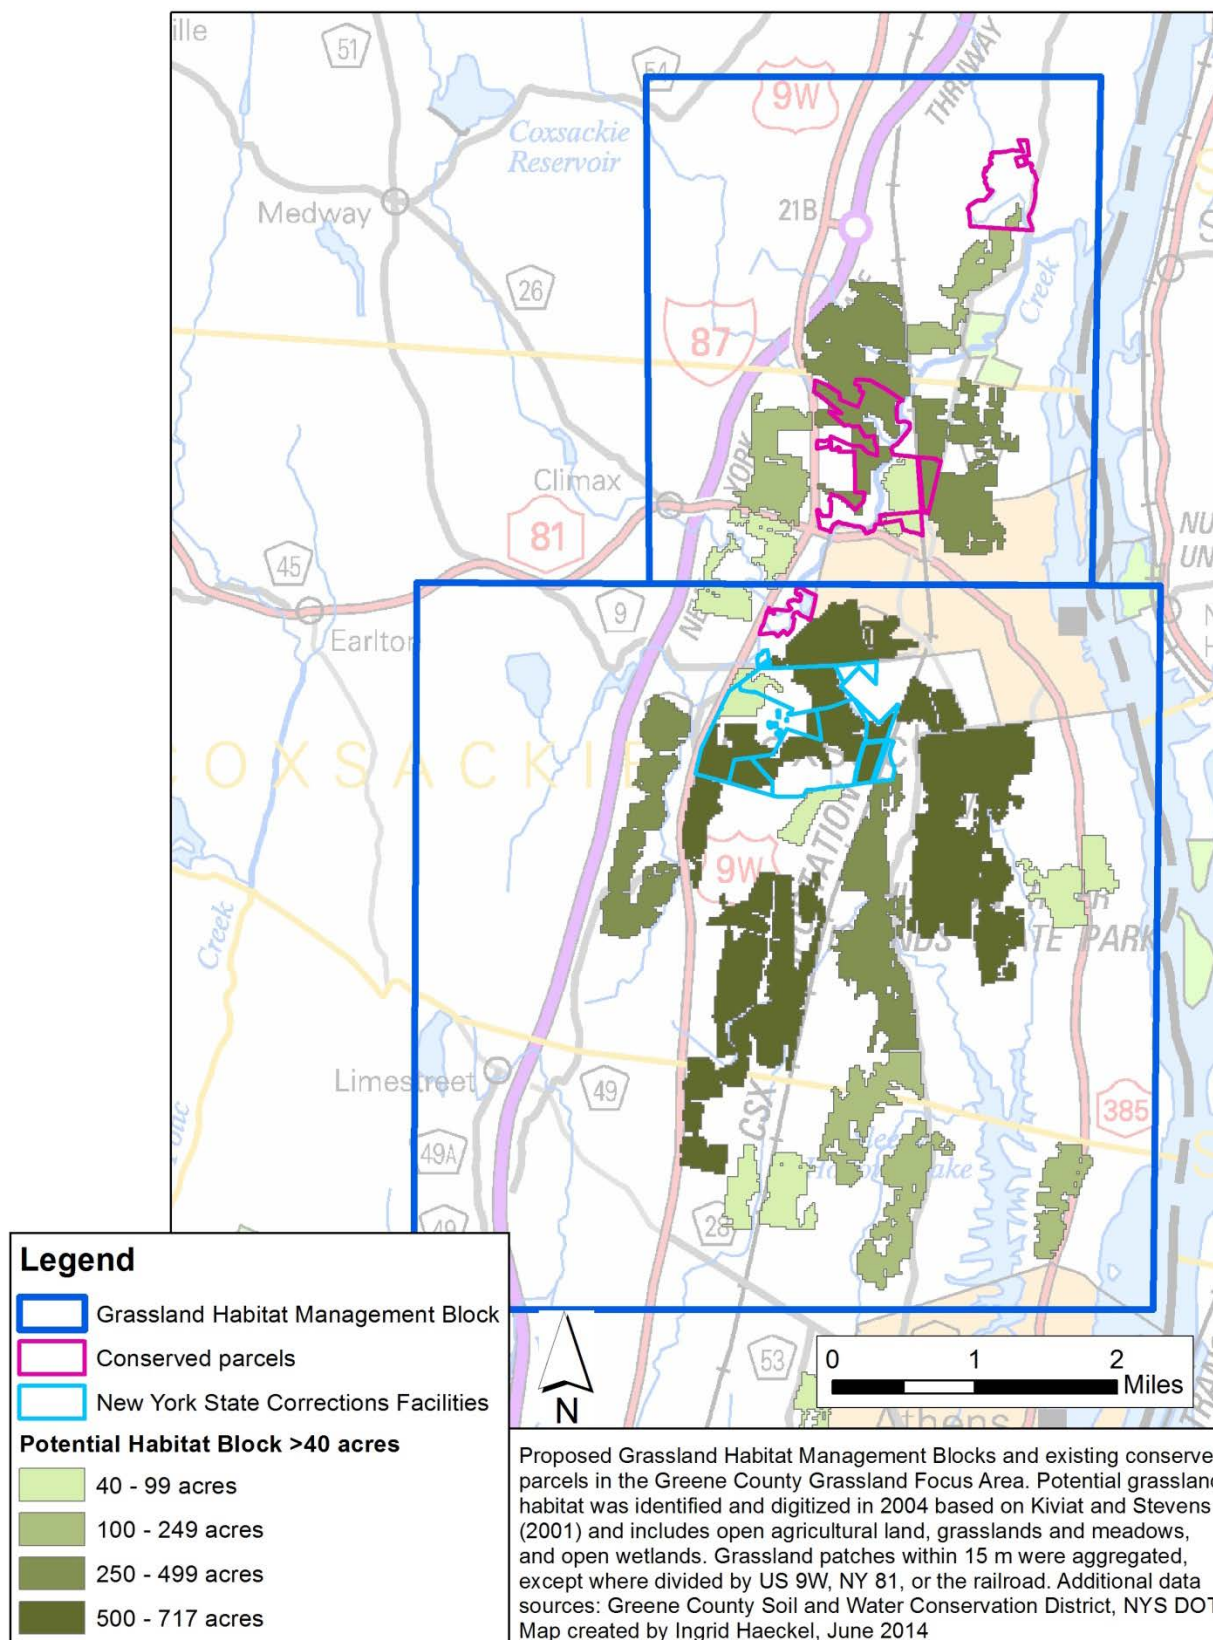 ille
51
54
9W
THRUWAY
Coxsackie
Reservoir
Medway
21B
S
26
Creek
87
YORK
Climax
81
NU
UN
45
9
NE
Earlton
N
H
COXSACKIE
9W
STATION
Creek
NDS STATE PARK
Limestreet
49
CSX
385
49A
Lake
S
49
28
53
Athens
TRANS
Legend
Grassland Habitat Management Block
Conserved parcels
New York State Corrections Facilities
Potential Habitat Block >40 acres
40 - 99 acres
100 - 249 acres
250 - 499 acres
500 - 717 acres
N
0 1 2
Miles
Proposed Grassland Habitat Management Blocks and existing conserve
parcels in the Greene County Grassland Focus Area. Potential grassland
habitat was identified and digitized in 2004 based on Kiviat and Stevens
(2001) and includes open agricultural land, grasslands and meadows,
and open wetlands. Grassland patches within 15 m were aggregated,
except where divided by US 9W, NY 81, or the railroad. Additional data
sources: Greene County Soil and Water Conservation District, NYS DOT
Map created by Ingrid Haeckel, June 2014